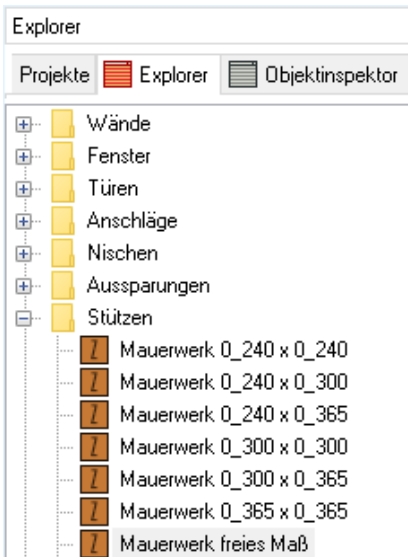 Explorer
Projekte Explorer Objektinspektor
Wände
Fenster
Türen
Anschläge
Nischen
Aussparungen
Stützen
Mauerwerk 0_240 x 0_240
Mauerwerk 0_240 x 0_300
Mauerwerk 0_240 x 0_365
Mauerwerk 0_300 x 0_300
Mauerwerk 0_300 x 0_365
Mauerwerk 0_365 x 0_365
Mauerwerk freies Maß